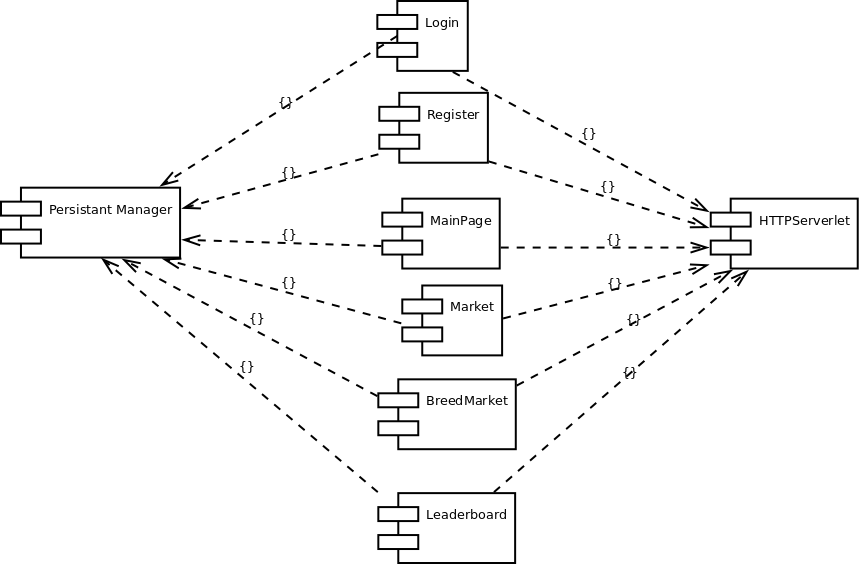 Login
{}
{}
Register
{}
{}
Persistant Manager
MainPage
HTTPServerlet
{}
{}
{}
Market
{}
{}
{}
BreedMarket
{}
{}
Leaderboard